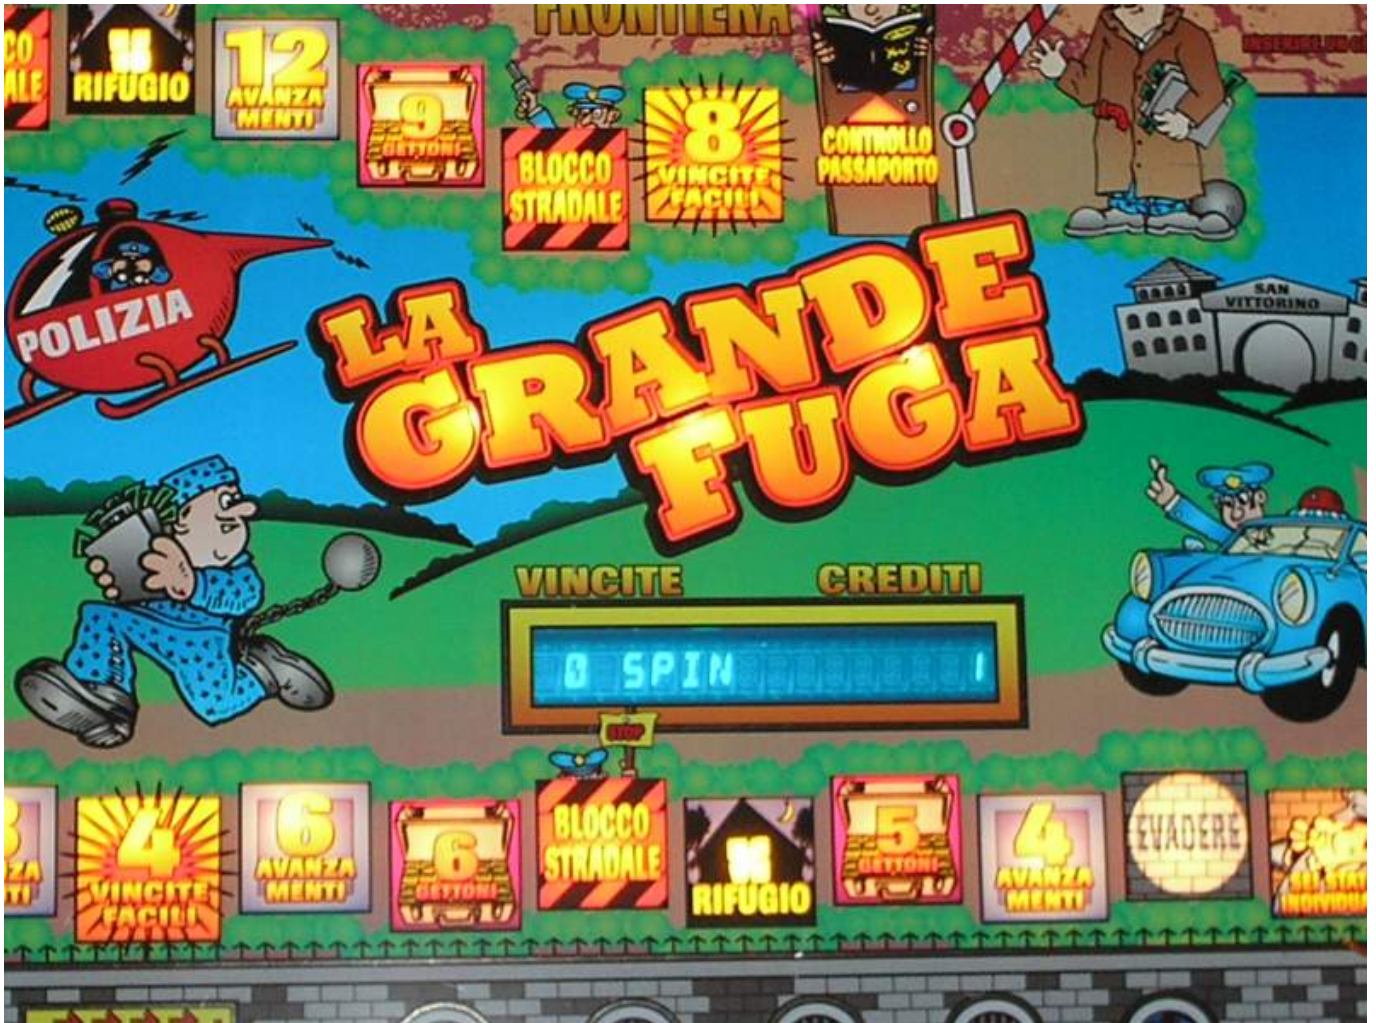 FRONTIERA
RIFUGIO
12
AVANZA
MENTI
9
GETTONI
BLOCCO
STRADALE
8
VINCITE
FACILI
CONTROLLO
PASSAPORTO
POLIZIA
SAN
VITTORINO
LA
GRANDE
FUGA
VINCITE CREDITI
0 SPIN 1
STOP
4
VINCITE
FACILI
6
AVANZA
MENTI
6
GETTONI
BLOCCO
STRADALE
RIFUGIO
5
GETTONI
4
AVANZA
MENTI
EVADERE